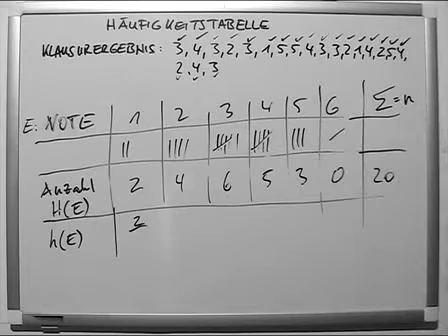 HÄUFIGKEITSTABELLE
KLAUSURERGEBNIS: 3, 4, 3, 2, 3, 1, 5, 5, 4, 3, 3, 2, 1, 4, 2, 5, 4,
2, 4, 3
E: NOTE 1 2 3 4 5 6 Σ = n
|| |||| |||| | |||| ||| /
Anzahl 2 4 6 5 3 0 20
H(E)
h(E) 2